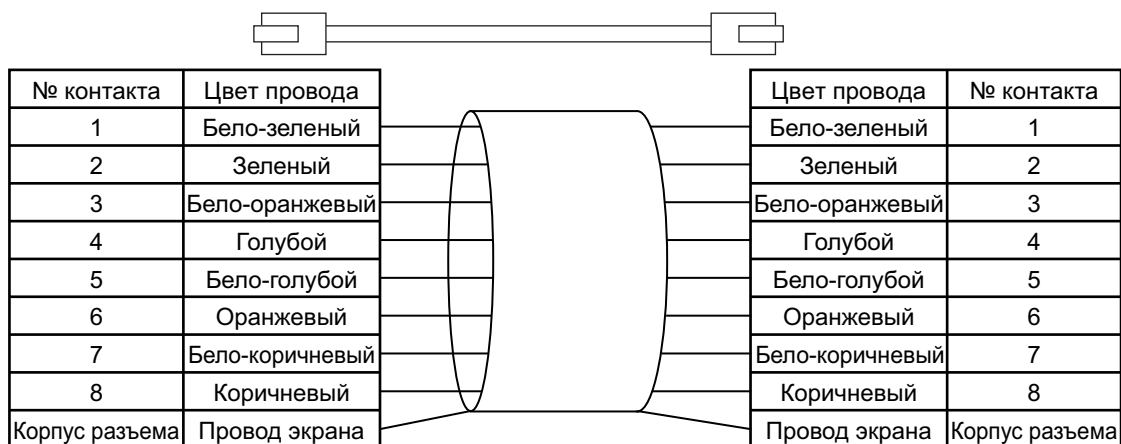 № контакта Цвет провода Цвет провода № контакта
1 Бело-зеленый Бело-зеленый 1
2 Зеленый Зеленый 2
3 Бело-оранжевый Бело-оранжевый 3
4 Голубой Голубой 4
5 Бело-голубой Бело-голубой 5
6 Оранжевый Оранжевый 6
7 Бело-коричневый Бело-коричневый 7
8 Коричневый Коричневый 8
Корпус разъема Провод экрана Провод экрана Корпус разъема